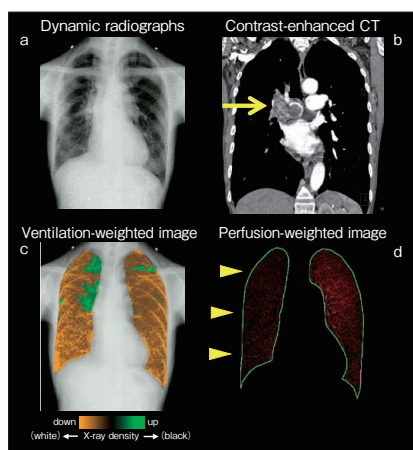 Dynamic radiographs
Contrast-enhanced CT
a
b
Ventilation-weighted image
Perfusion-weighted image
c
d
down up
(white) ← X-ray density → (black)